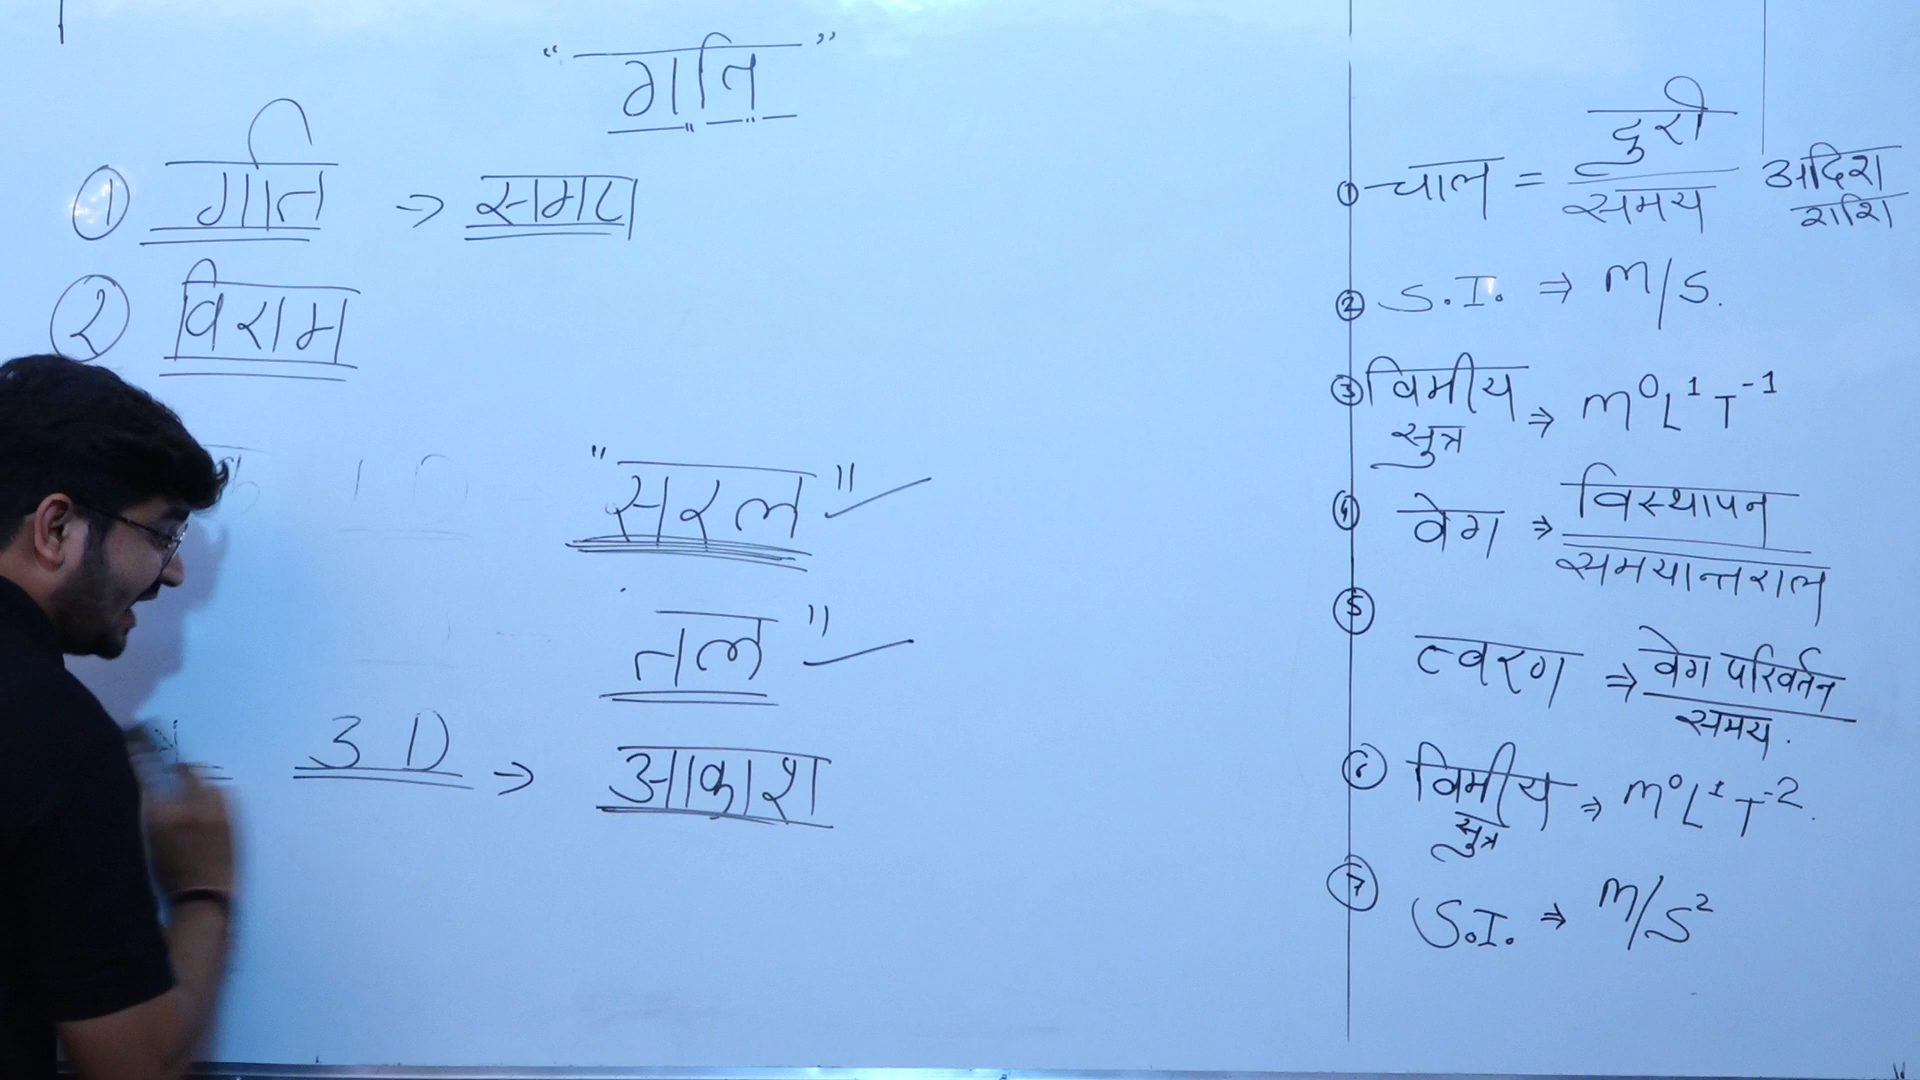 " गति "
① गति → समय
② विराम
" सरल "
तल "
3 D → आकाश
① चाल = दुरी / समय अदिश राशि
② S.I. ⇒ m/s.
③ विमीय सुत्र ⇒ m⁰L¹T⁻¹
④ वेग ⇒ विस्थापन / समयान्तराल
⑤ त्वरण ⇒ वेग परिवर्तन / समय.
⑥ विमीय सुत्र ⇒ m⁰L¹T⁻².
⑦ S.I. ⇒ m/s²